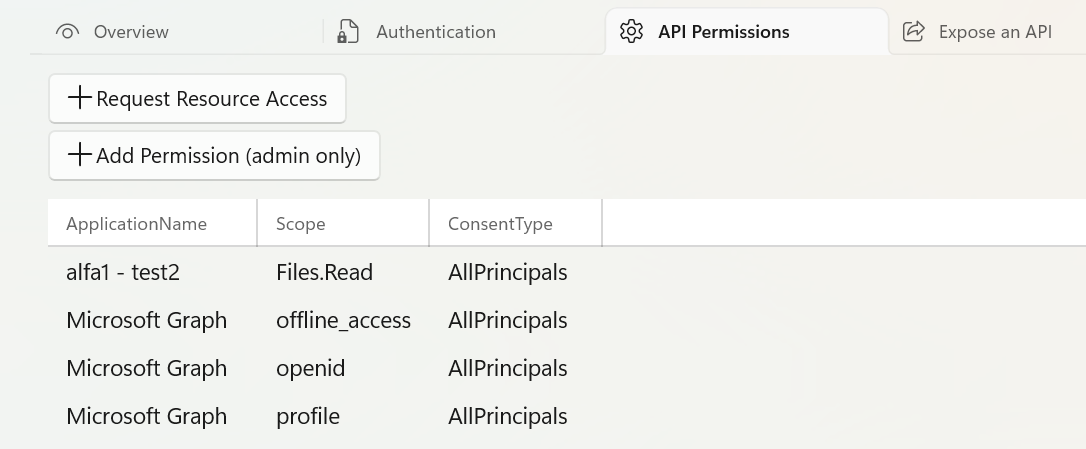 Overview Authentication API Permissions Expose an API
Request Resource Access
Add Permission (admin only)
ApplicationName Scope ConsentType
alfa1 - test2 Files.Read AllPrincipals
Microsoft Graph offline_access AllPrincipals
Microsoft Graph openid AllPrincipals
Microsoft Graph profile AllPrincipals